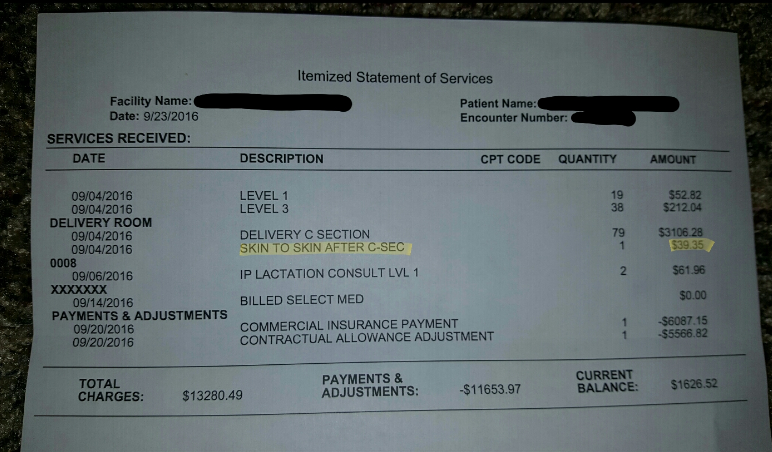 Itemized Statement of Services
Facility Name:
Patient Name:
Date: 9/23/2016
Encounter Number:
SERVICES RECEIVED:
DATE DESCRIPTION CPT CODE QUANTITY AMOUNT
09/04/2016 LEVEL 1 19 $52.82
09/04/2016 LEVEL 3 38 $212.04
DELIVERY ROOM
09/04/2016 DELIVERY C SECTION 79 $3106.28
09/04/2016 SKIN TO SKIN AFTER C-SEC 1 $39.35
0008
09/06/2016 IP LACTATION CONSULT LVL 1 2 $61.96
XXXXXXX
09/14/2016 BILLED SELECT MED $0.00
PAYMENTS & ADJUSTMENTS
09/20/2016 COMMERCIAL INSURANCE PAYMENT 1 -$6087.15
09/20/2016 CONTRACTUAL ALLOWANCE ADJUSTMENT 1 -$5566.82
TOTAL CHARGES: $13280.49
PAYMENTS & ADJUSTMENTS: -$11653.97
CURRENT BALANCE: $1626.52